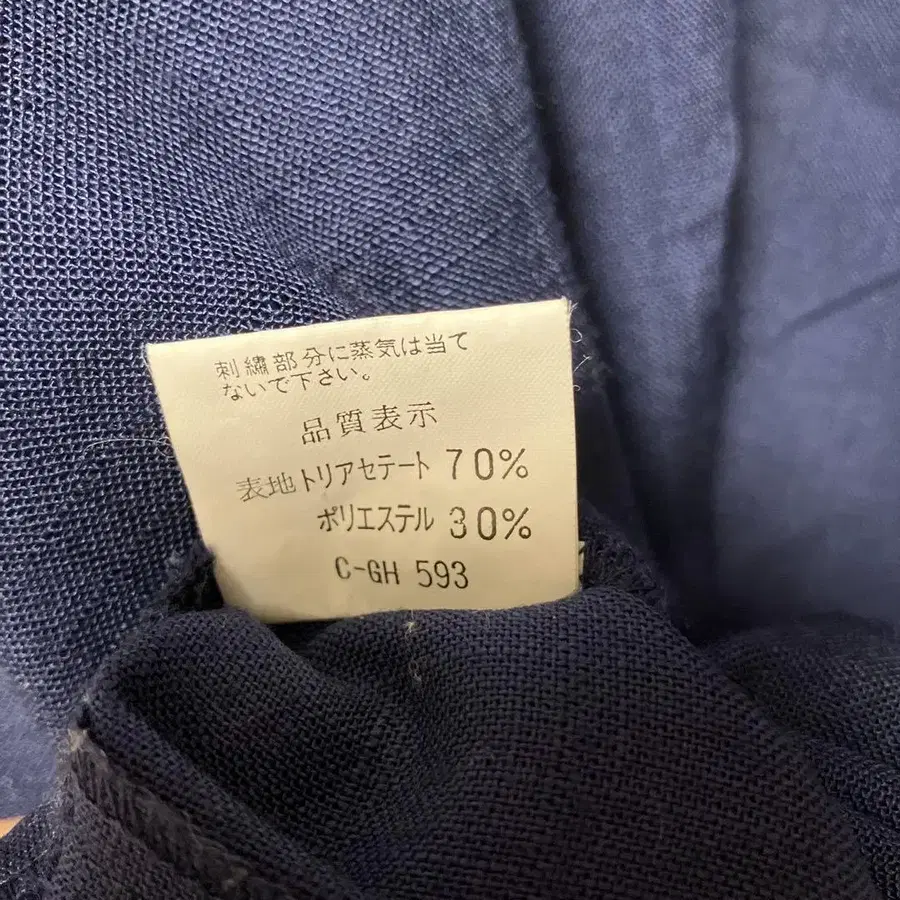 刺繍部分に蒸気は当て
ないで下さい。
品質表示
表地トリアセテート 70%
ポリエステル 30%
C-GH 593